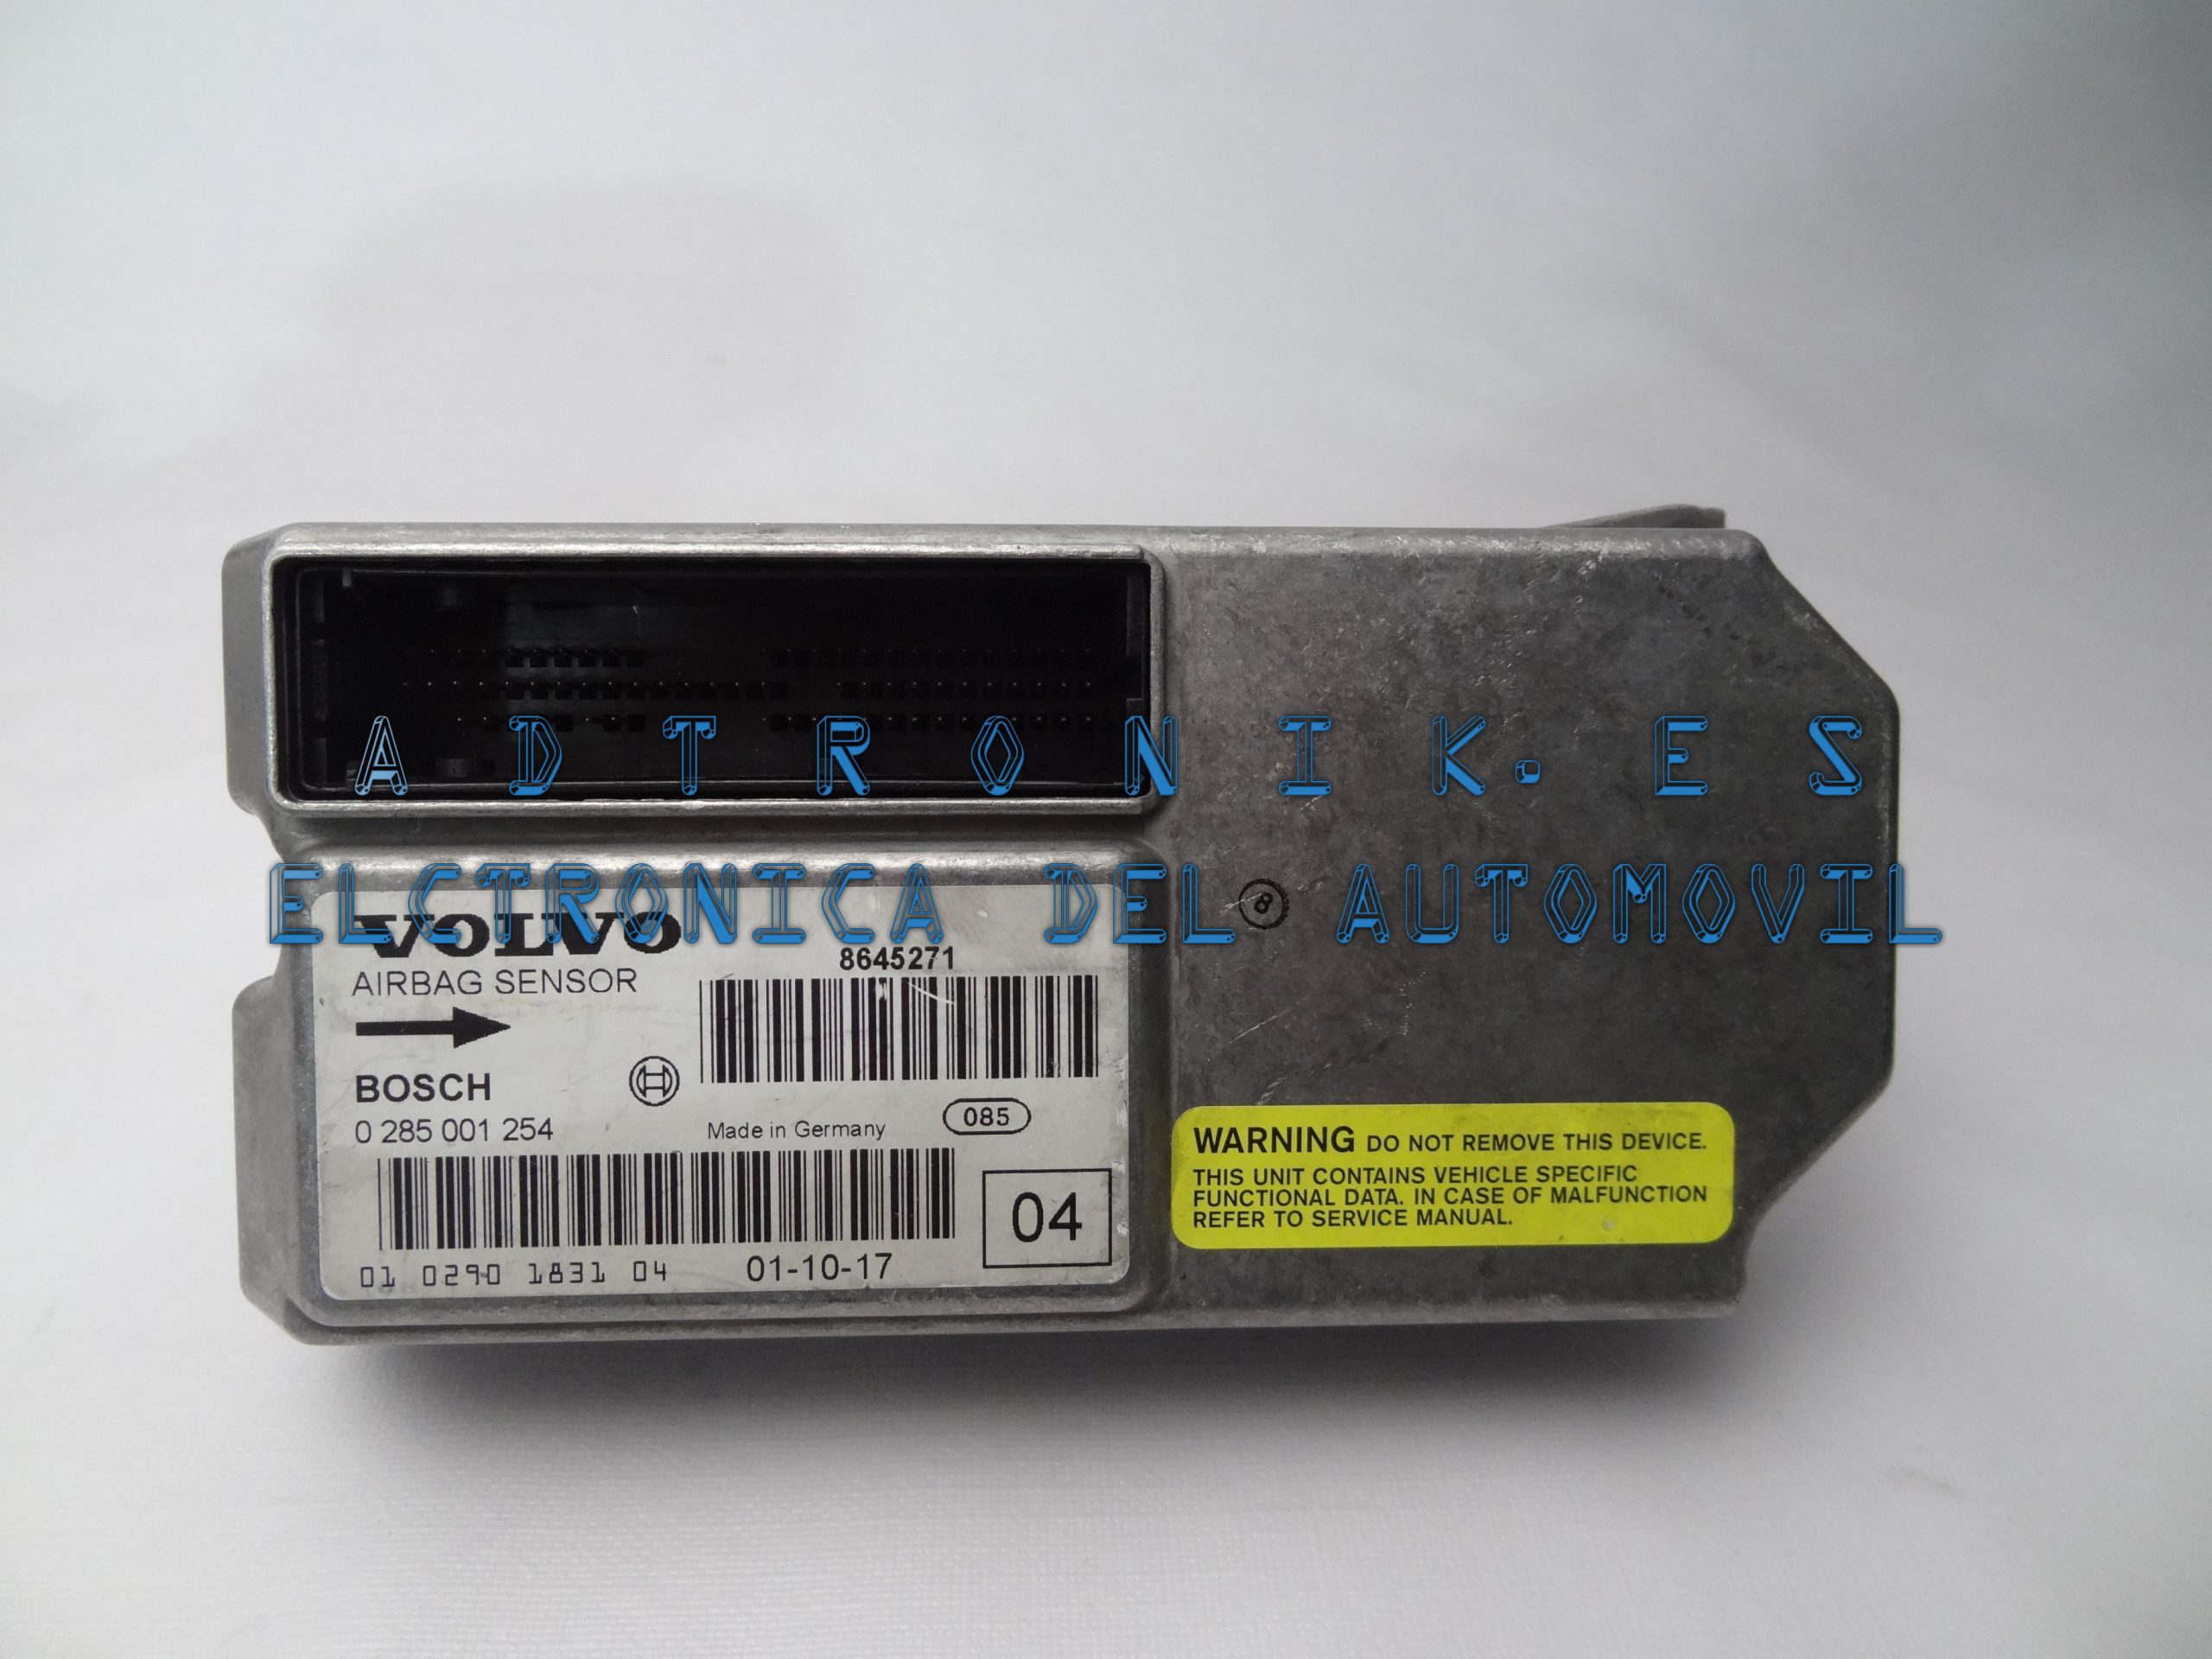 ADTRONIK.ES
ELCTRONICA DEL AUTOMOVIL
8
VOLVO
AIRBAG SENSOR
8645271
BOSCH
0 285 001 254
Made in Germany
085
04
01 0290 1831 04
01-10-17
WARNING DO NOT REMOVE THIS DEVICE.
THIS UNIT CONTAINS VEHICLE SPECIFIC
FUNCTIONAL DATA. IN CASE OF MALFUNCTION
REFER TO SERVICE MANUAL.